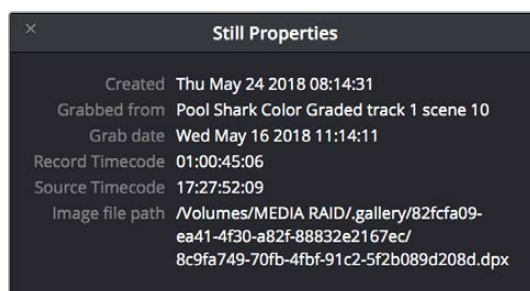 Still Properties
Created Thu May 24 2018 08:14:31
Grabbed from Pool Shark Color Graded track 1 scene 10
Grab date Wed May 16 2018 11:14:11
Record Timecode 01:00:45:06
Source Timecode 17:27:52:09
Image file path /Volumes/MEDIA RAID/.gallery/82fcfa09-
ea41-4f30-a82f-88832e2167ec/
8c9fa749-70fb-4fbf-91c2-5f2b089d208d.dpx